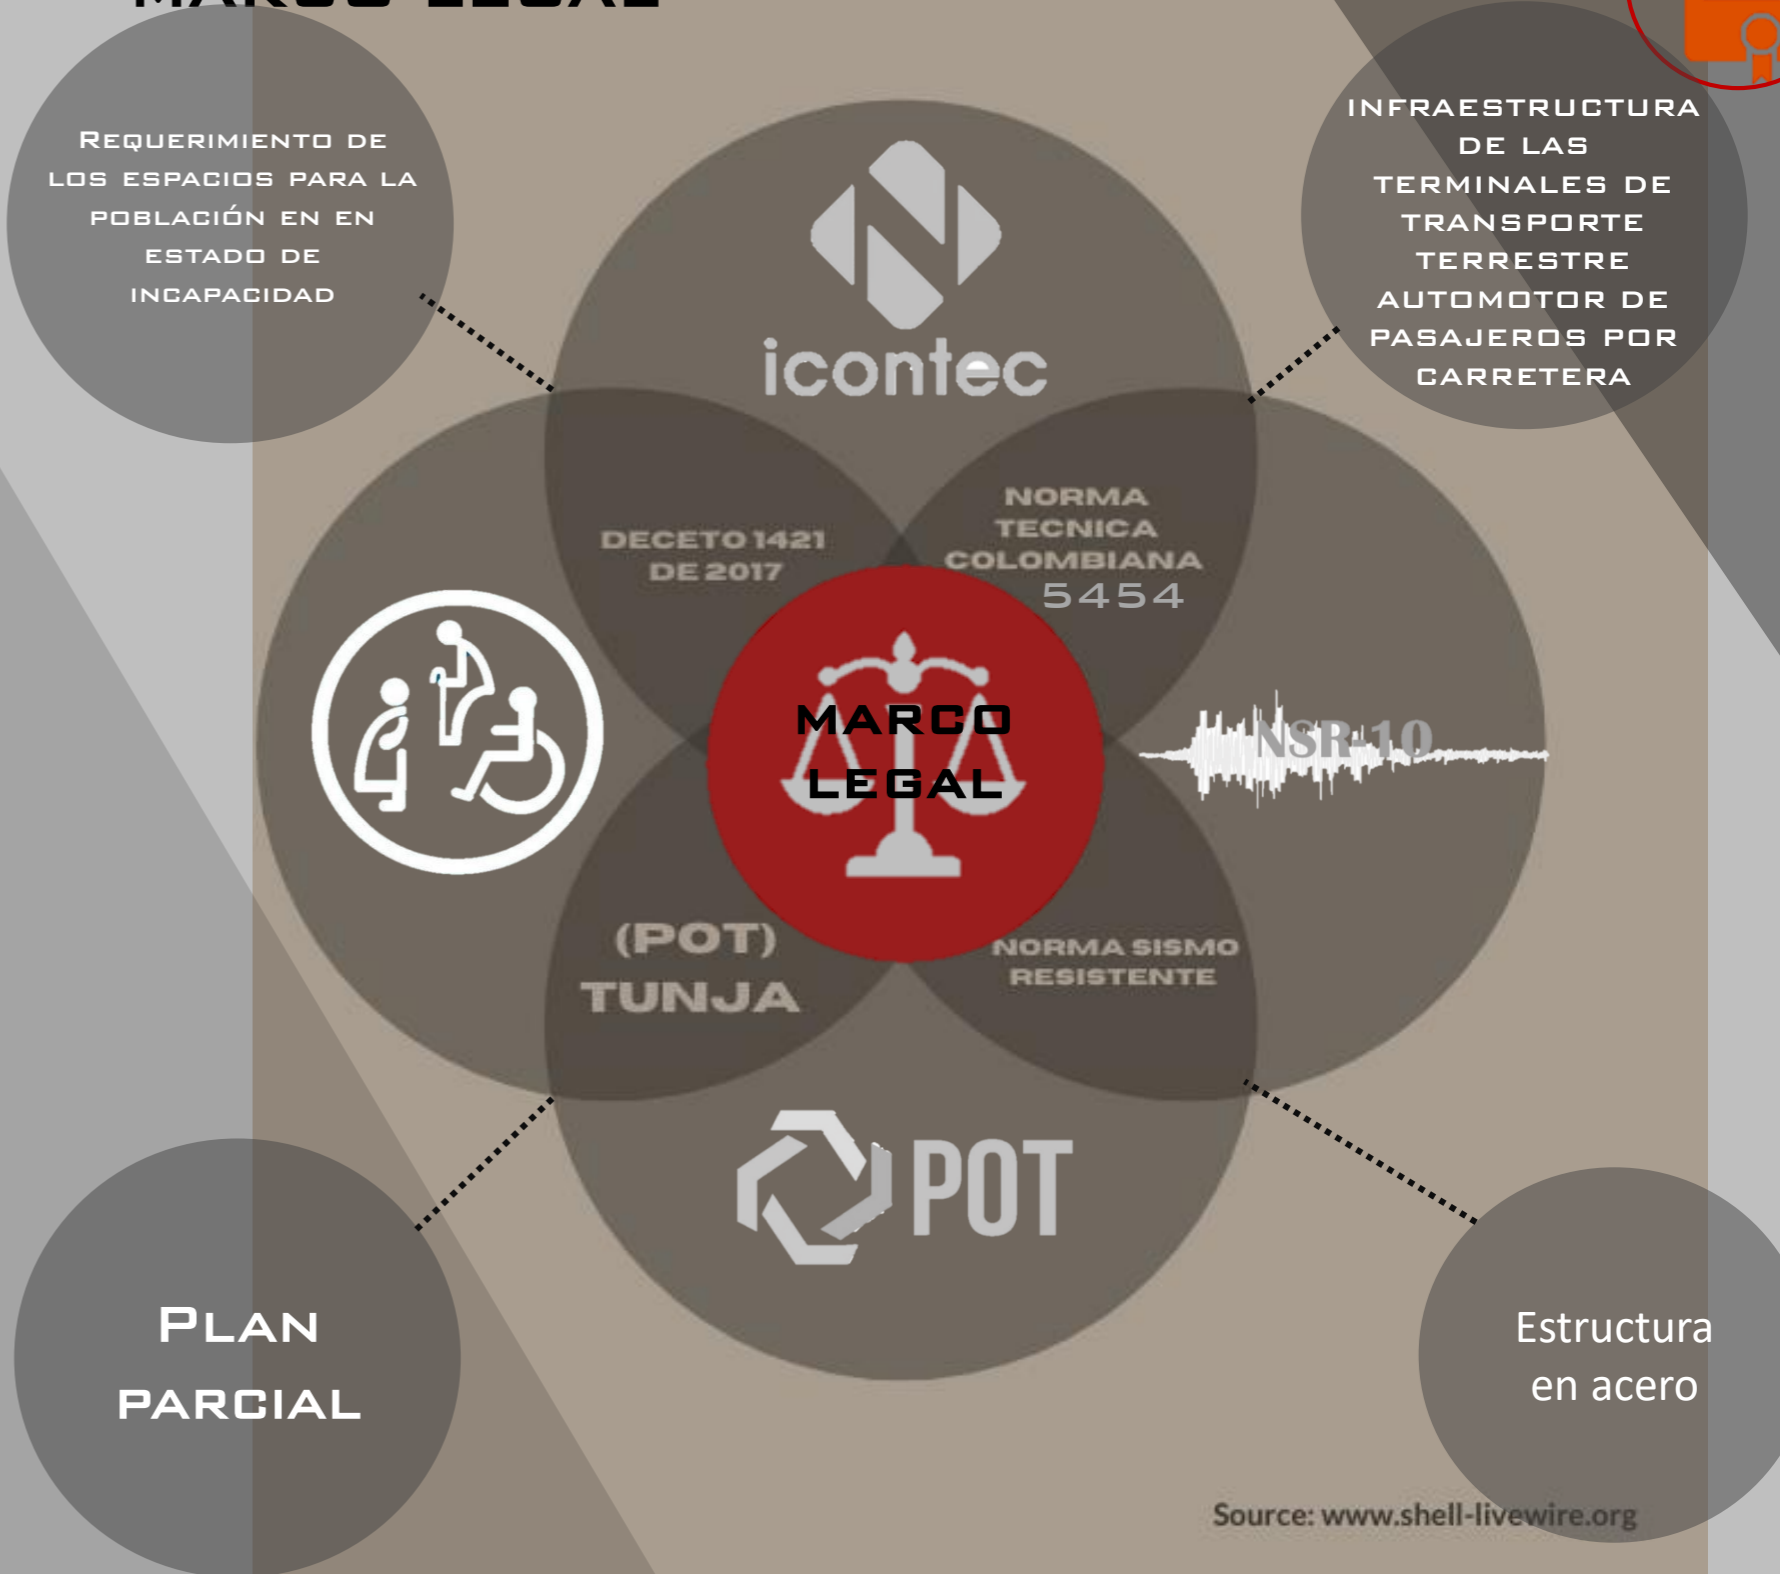 MARCO LEGAL
REQUERIMIENTO DE
LOS ESPACIOS PARA LA
POBLACIÓN EN EN
ESTADO DE
INCAPACIDAD
INFRAESTRUCTURA
DE LAS
TERMINALES DE
TRANSPORTE
TERRESTRE
AUTOMOTOR DE
PASAJEROS POR
CARRETERA
icontec
DECETO 1421
DE 2017
NORMA
TECNICA
COLOMBIANA
5454
MARCO
LEGAL
NSR-10
(POT)
TUNJA
NORMA SISMO
RESISTENTE
POT
PLAN
PARCIAL
Estructura
en acero
Source: www.shell-livewire.org